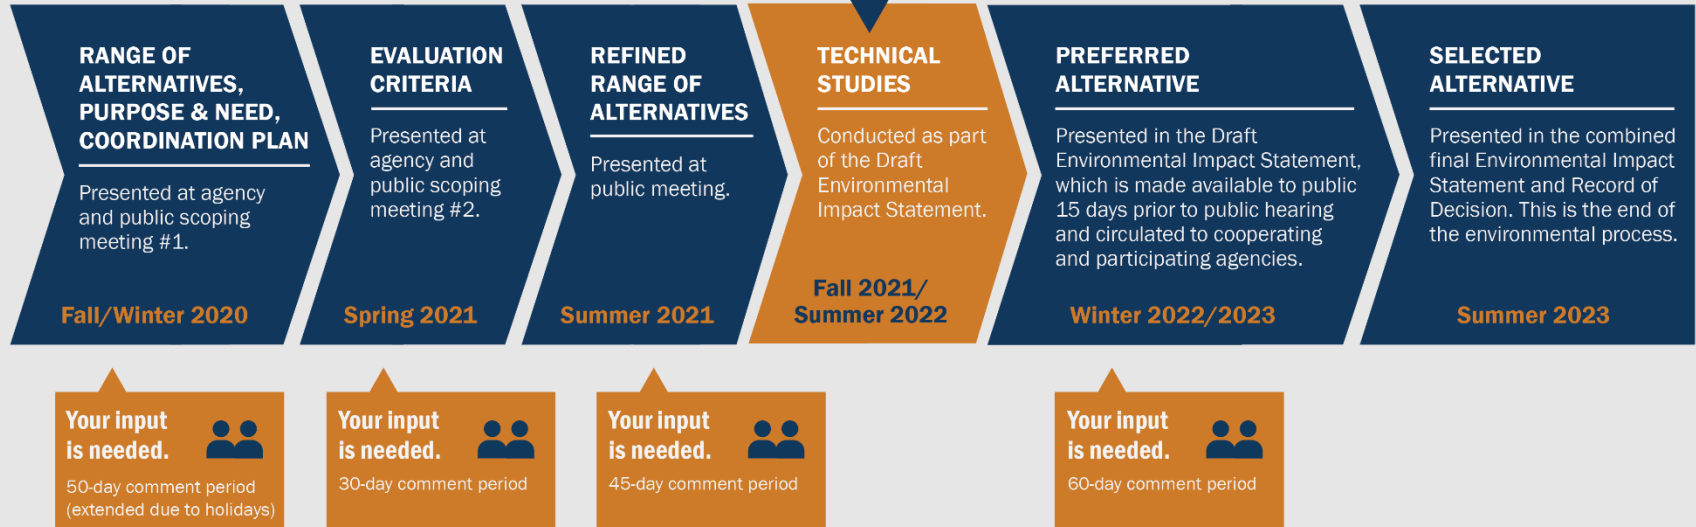 RANGE OF
ALTERNATIVES,
PURPOSE & NEED,
COORDINATION PLAN
Presented at agency
and public scoping
meeting #1.
Fall/Winter 2020
EVALUATION
CRITERIA
Presented at
agency and
public scoping
meeting #2.
Spring 2021
REFINED
RANGE OF
ALTERNATIVES
Presented at
public meeting.
Summer 2021
TECHNICAL
STUDIES
Conducted as part
of the Draft
Environmental
Impact Statement.
Fall 2021/
Summer 2022
PREFERRED
ALTERNATIVE
Presented in the Draft
Environmental Impact Statement,
which is made available to public
15 days prior to public hearing
and circulated to cooperating
and participating agencies.
Winter 2022/2023
SELECTED
ALTERNATIVE
Presented in the combined
final Environmental Impact
Statement and Record of
Decision. This is the end of
the environmental process.
Summer 2023
Your input
is needed.
50-day comment period
(extended due to holidays)
Your input
is needed.
30-day comment period
Your input
is needed.
45-day comment period
Your input
is needed.
60-day comment period